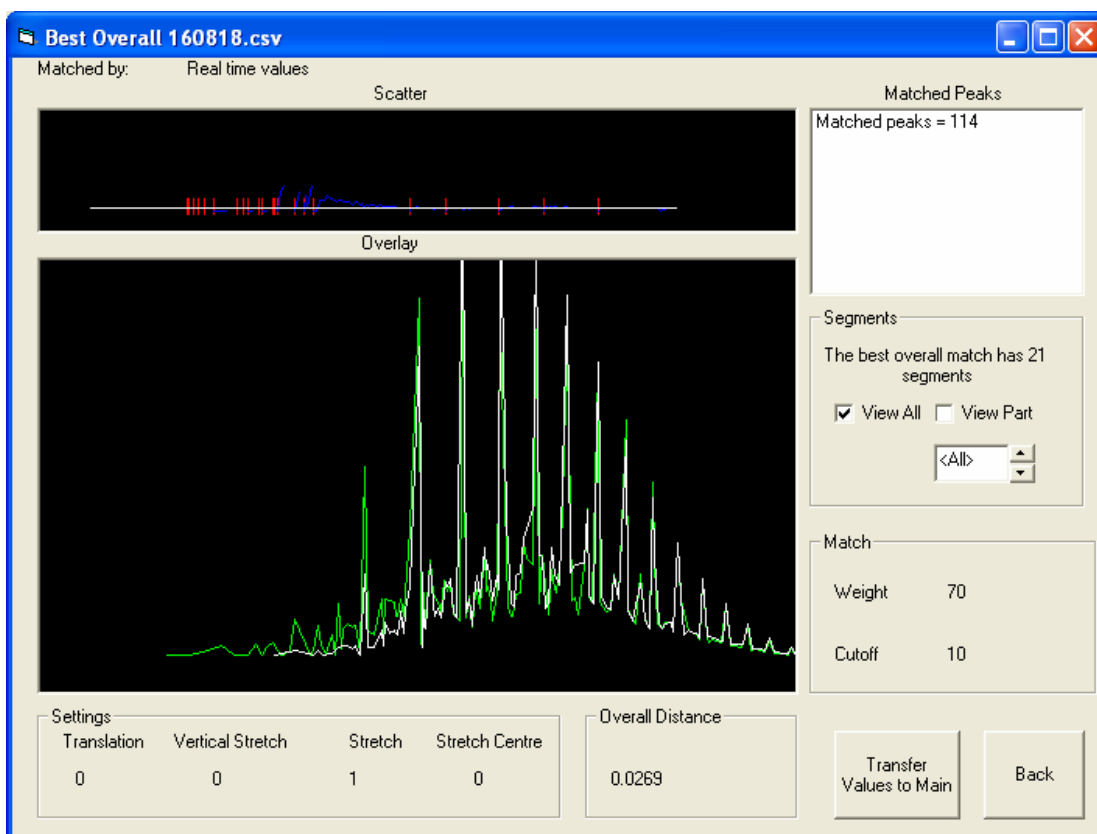 Best Overall 160818.csv
Matched by: Real time values
Scatter
Matched Peaks
Matched peaks = 114
Overlay
Segments
The best overall match has 21
segments
View All View Part
<All>
Match
Weight 70
Cutoff 10
Settings
Translation Vertical Stretch Stretch Stretch Centre
0 0 1 0
Overall Distance
0.0269
Transfer
Values to Main
Back